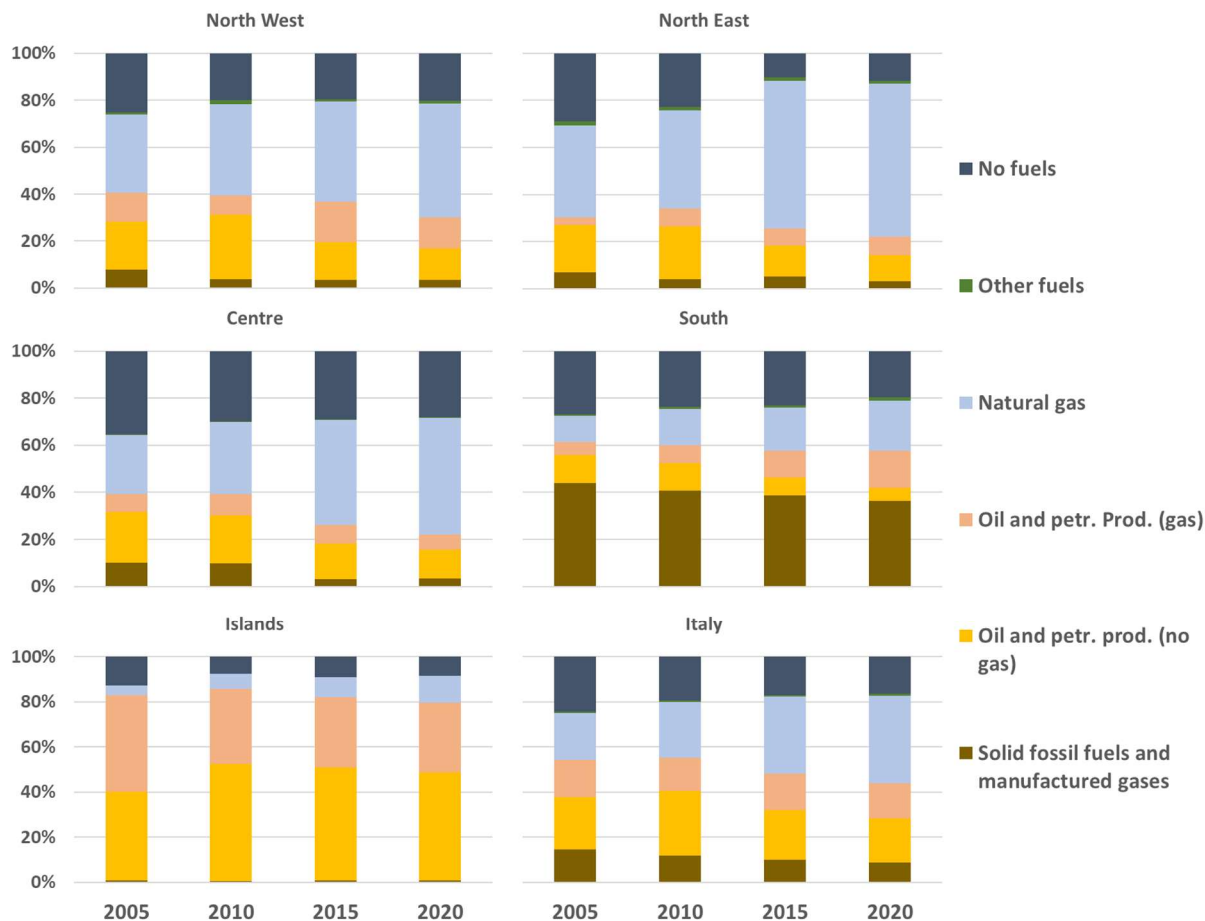 North West
North East
100%
80%
60%
40%
20%
0%
No fuels
Other fuels
Centre
South
100%
80%
60%
40%
20%
0%
Natural gas
Oil and petr. Prod. (gas)
Islands
Italy
100%
80%
60%
40%
20%
0%
Oil and petr. prod. (no
gas)
Solid fossil fuels and
manufactured gases
2005 2010 2015 2020
2005 2010 2015 2020